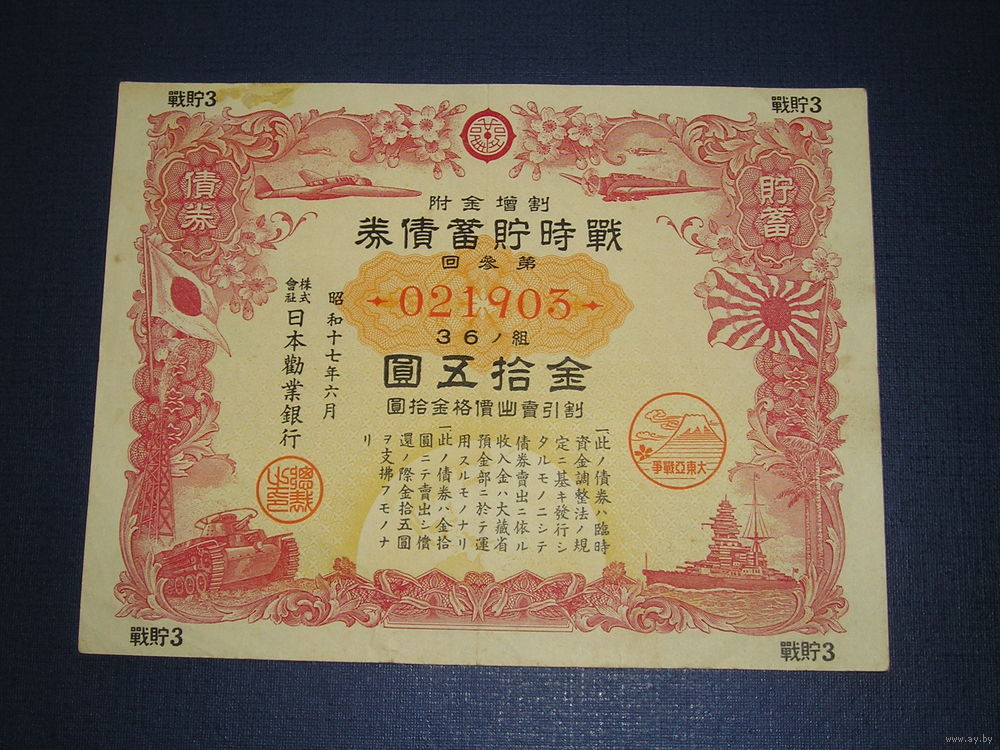 戰貯3
戰貯3
貯蓄
債券
割增金附
戰時貯蓄債券
第參回
021903
組ノ36
金拾五圓
割引賣出價格金拾圓
大東亞戰爭
一、此ノ債券ハ臨時
資金調整法ノ規
定ニ基キ發行シ
タルモノニシテ
債券賣出ニ依ル
收入金ハ大藏省
預金部ニ於テ運
用スルモノナリ
一、此ノ債券ハ金拾
圓ニテ賣出シ償
還ノ際金拾五圓
ヲ支拂フモノナ
リ
昭和十七年六月
株式會社日本勸業銀行
戰貯3
戰貯3
www.ay.by